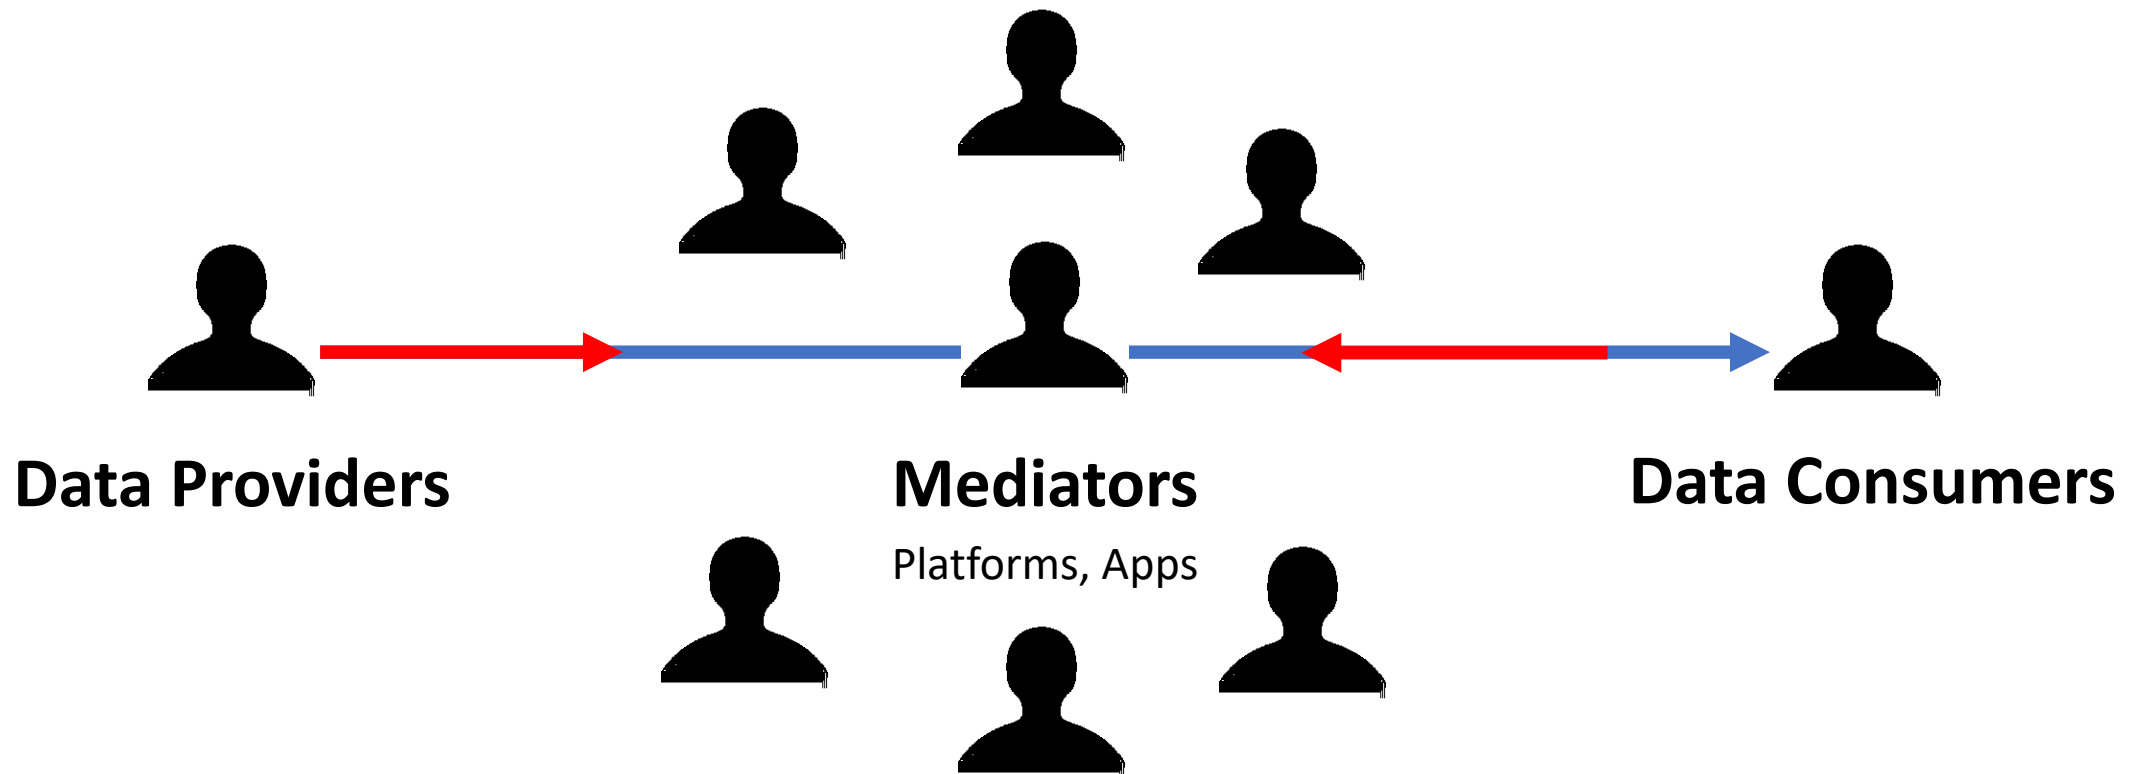 Data Providers
Mediators
Data Consumers
Platforms, Apps